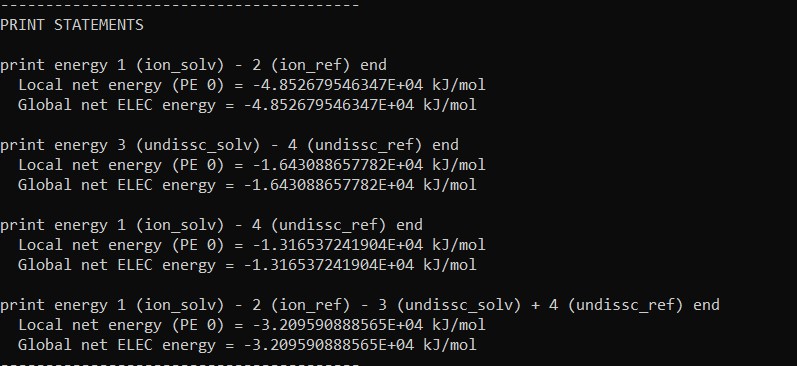 PRINT STATEMENTS
print energy 1 (ion_solv) - 2 (ion_ref) end
Local net energy (PE 0) = -4.852679546347E+04 kJ/mol
Global net ELEC energy = -4.852679546347E+04 kJ/mol
print energy 3 (undissc_solv) - 4 (undissc_ref) end
Local net energy (PE 0) = -1.643088657782E+04 kJ/mol
Global net ELEC energy = -1.643088657782E+04 kJ/mol
print energy 1 (ion_solv) - 4 (undissc_ref) end
Local net energy (PE 0) = -1.316537241904E+04 kJ/mol
Global net ELEC energy = -1.316537241904E+04 kJ/mol
print energy 1 (ion_solv) - 2 (ion_ref) - 3 (undissc_solv) + 4 (undissc_ref) end
Local net energy (PE 0) = -3.209590888565E+04 kJ/mol
Global net ELEC energy = -3.209590888565E+04 kJ/mol